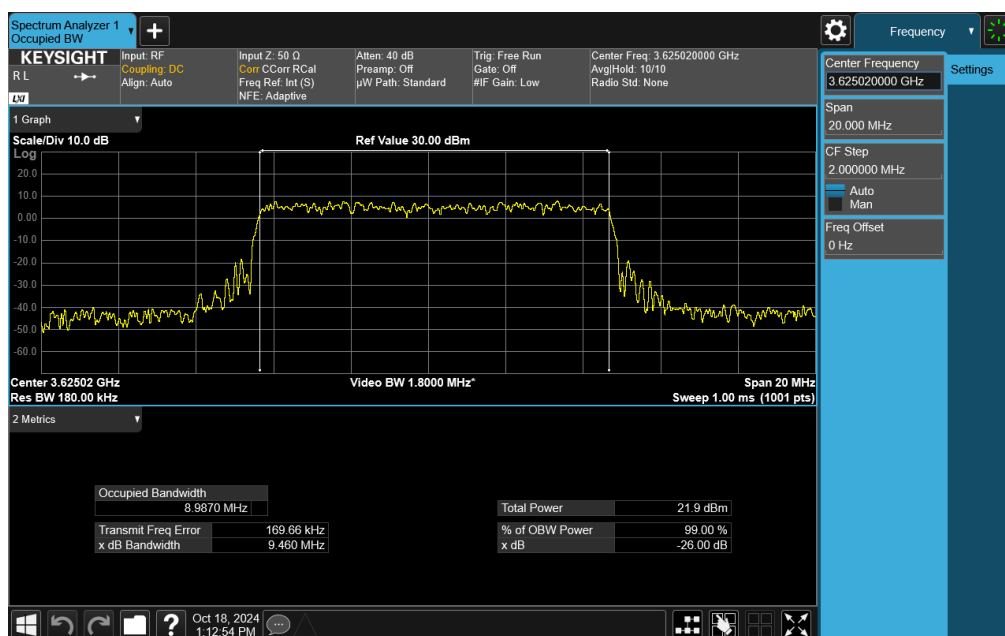 Spectrum Analyzer 1
Occupied BW
Frequency
KEYSIGHT
R L
LXI
Input: RF
Coupling: DC
Align: Auto
Input Z: 50 Ω
Corr CCorr RCal
Freq Ref: Int (S)
NFE: Adaptive
Atten: 40 dB
Preamp: Off
µW Path: Standard
Trig: Free Run
Gate: Off
#IF Gain: Low
Center Freq: 3.625020000 GHz
Avg|Hold: 10/10
Radio Std: None
Center Frequency
3.625020000 GHz
Settings
Span
20.000 MHz
CF Step
2.000000 MHz
Auto
Man
Freq Offset
0 Hz
1 Graph
Scale/Div 10.0 dB
Ref Value 30.00 dBm
Log
20.0
10.0
0.00
-10.0
-20.0
-30.0
-40.0
-50.0
-60.0
Center 3.62502 GHz
Video BW 1.8000 MHz*
Span 20 MHz
Res BW 180.00 kHz
Sweep 1.00 ms (1001 pts)
2 Metrics
Occupied Bandwidth
8.9870 MHz
Total Power 21.9 dBm
Transmit Freq Error 169.66 kHz
% of OBW Power 99.00 %
x dB Bandwidth 9.460 MHz
x dB -26.00 dB
Oct 18, 2024
1:12:54 PM